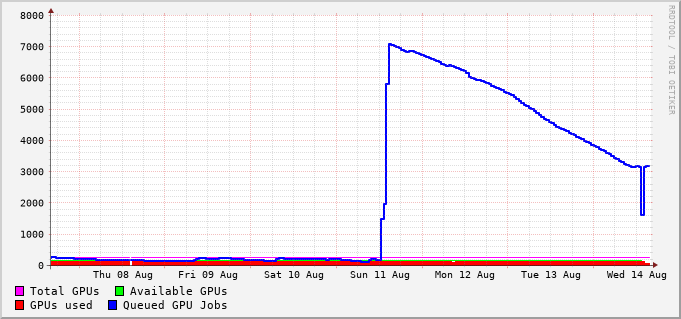 8000
7000
6000
5000
4000
3000
2000
1000
0
Thu 08 Aug Fri 09 Aug Sat 10 Aug Sun 11 Aug Mon 12 Aug Tue 13 Aug Wed 14 Aug
Total GPUs Available GPUs
GPUs used Queued GPU Jobs
RRDTOOL / TOBI OETIKER